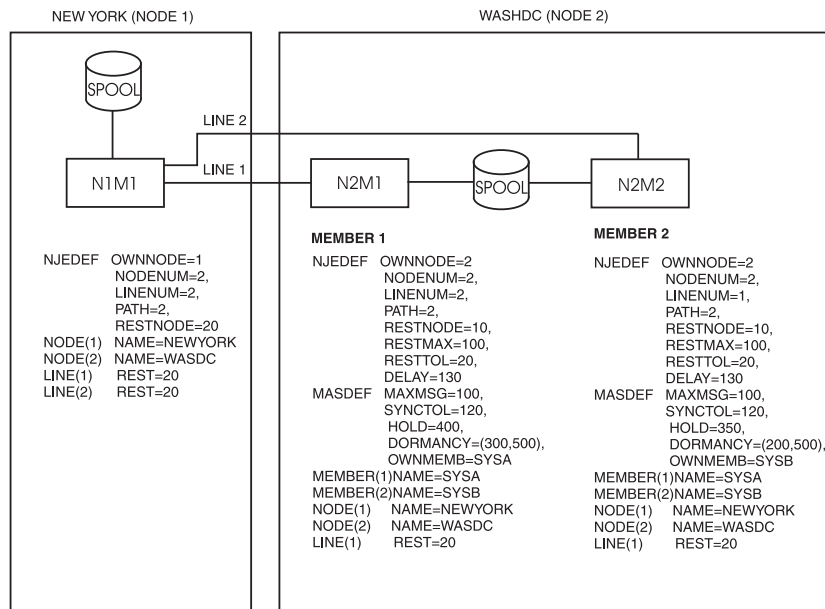 NEW YORK (NODE 1)
WASHDC (NODE 2)
SPOOL
LINE 2
LINE 1
N1M1
N2M1
SPOOL
N2M2
NJEDEF OWNNODE=1
NODENUM=2,
LINENUM=2,
PATH=2,
RESTNODE=20
NODE(1) NAME=NEWYORK
NODE(2) NAME=WASDC
LINE(1) REST=20
LINE(2) REST=20
MEMBER 1
NJEDEF OWNNODE=2
NODENUM=2,
LINENUM=2,
PATH=2,
RESTNODE=10,
RESTMAX=100,
RESTTOL=20,
DELAY=130
MASDEF MAXMSG=100,
SYNCTOL=120,
HOLD=400,
DORMANCY=(300,500),
OWNMEMB=SYSA
MEMBER(1)NAME=SYSA
MEMBER(2)NAME=SYSB
NODE(1) NAME=NEWYORK
NODE(2) NAME=WASDC
LINE(1) REST=20
MEMBER 2
NJEDEF OWNNODE=2
NODENUM=2,
LINENUM=1,
PATH=2,
RESTNODE=10,
RESTMAX=100,
RESTTOL=20,
DELAY=130
MASDEF MAXMSG=100,
SYNCTOL=120,
HOLD=350,
DORMANCY=(200,500),
OWNMEMB=SYSB
MEMBER(1)NAME=SYSA
MEMBER(2)NAME=SYSB
NODE(1) NAME=NEWYORK
NODE(2) NAME=WASDC
LINE(1) REST=20